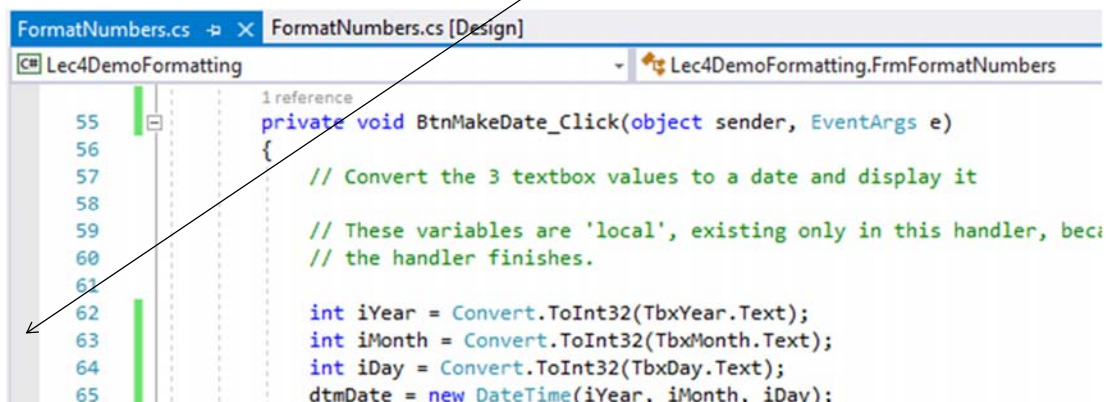 FormatNumbers.cs FormatNumbers.cs [Design]
C# Lec4DemoFormatting Lec4DemoFormatting.FrmFormatNumbers
1 reference
55 private void BtnMakeDate_Click(object sender, EventArgs e)
56 {
57 // Convert the 3 textbox values to a date and display it
58
59 // These variables are 'local', existing only in this handler, beca
60 // the handler finishes.
61
62 int iYear = Convert.ToInt32(TbxYear.Text);
63 int iMonth = Convert.ToInt32(TbxMonth.Text);
64 int iDay = Convert.ToInt32(TbxDay.Text);
65 dtmDate = new DateTime(iYear, iMonth, iDay);